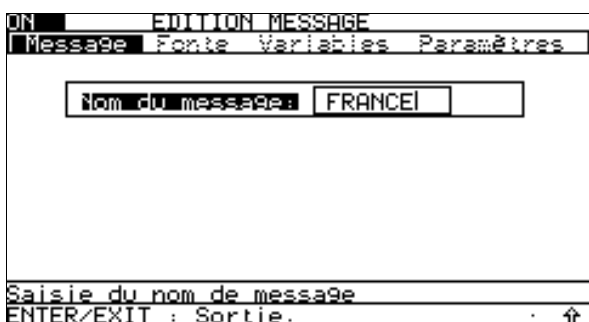 ON EDITION MESSAGE
Message Fonte Variables Paramètres
Nom du message: FRANCE
Saisie du nom de message
ENTER/EXIT : Sortie.